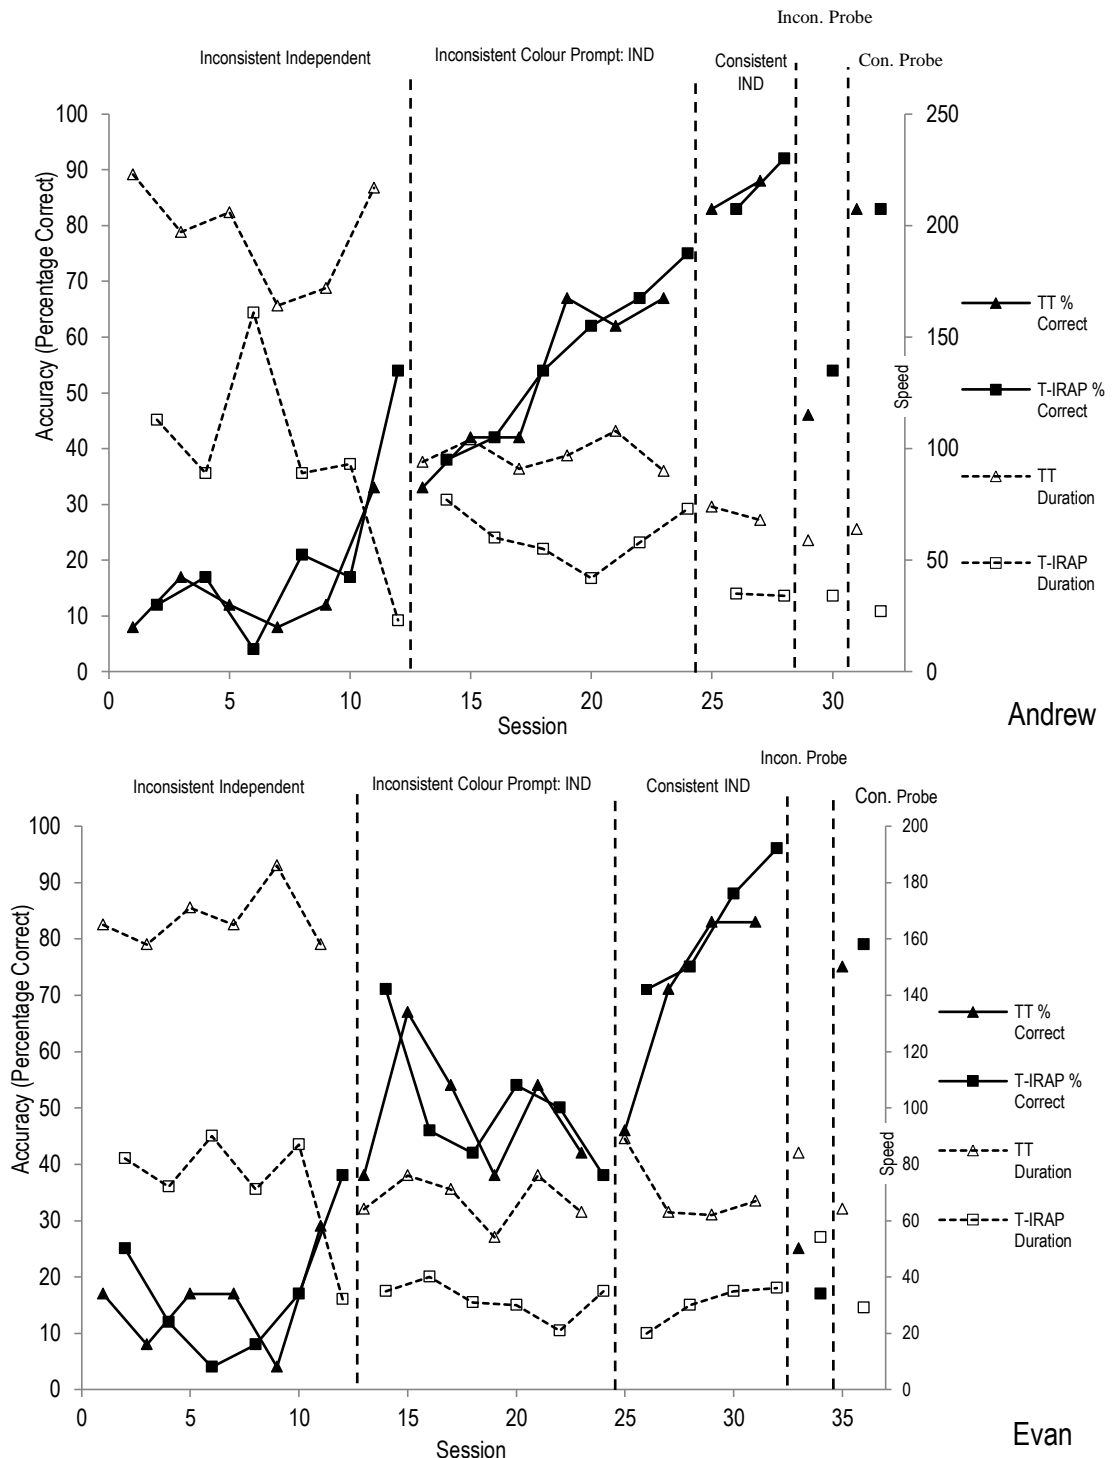 Incon. Probe
Inconsistent Independent
Inconsistent Colour Prompt: IND
Consistent
IND
Con. Probe
100
90
80
70
60
50
40
30
20
10
0
Accuracy (Percentage Correct)
250
200
150
100
50
0
Speed
0
5
10
15
20
25
30
Session
TT %
Correct
T-IRAP %
Correct
TT
Duration
T-IRAP
Duration
Andrew
Incon. Probe
Inconsistent Independent
Inconsistent Colour Prompt: IND
Consistent IND
Con. Probe
100
90
80
70
60
50
40
30
20
10
0
Accuracy (Percentage Correct)
200
180
160
140
120
100
80
60
40
20
0
Speed
0
5
10
15
20
25
30
35
Session
TT %
Correct
T-IRAP %
Correct
TT
Duration
T-IRAP
Duration
Evan